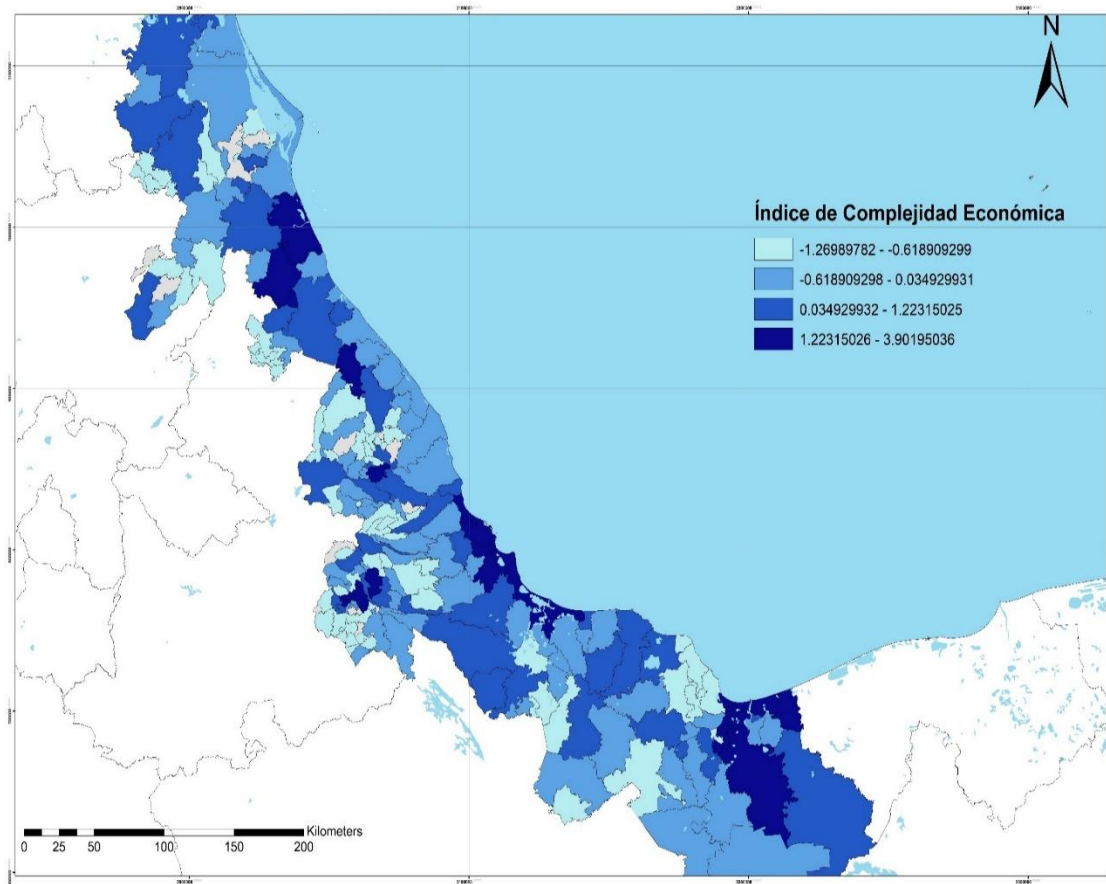 N
Índice de Complejidad Económica
-1.26989782 - -0.618909299
-0.618909298 - 0.034929931
0.034929932 - 1.22315025
1.22315026 - 3.90195036
Kilometers
0 25 50 100 150 200